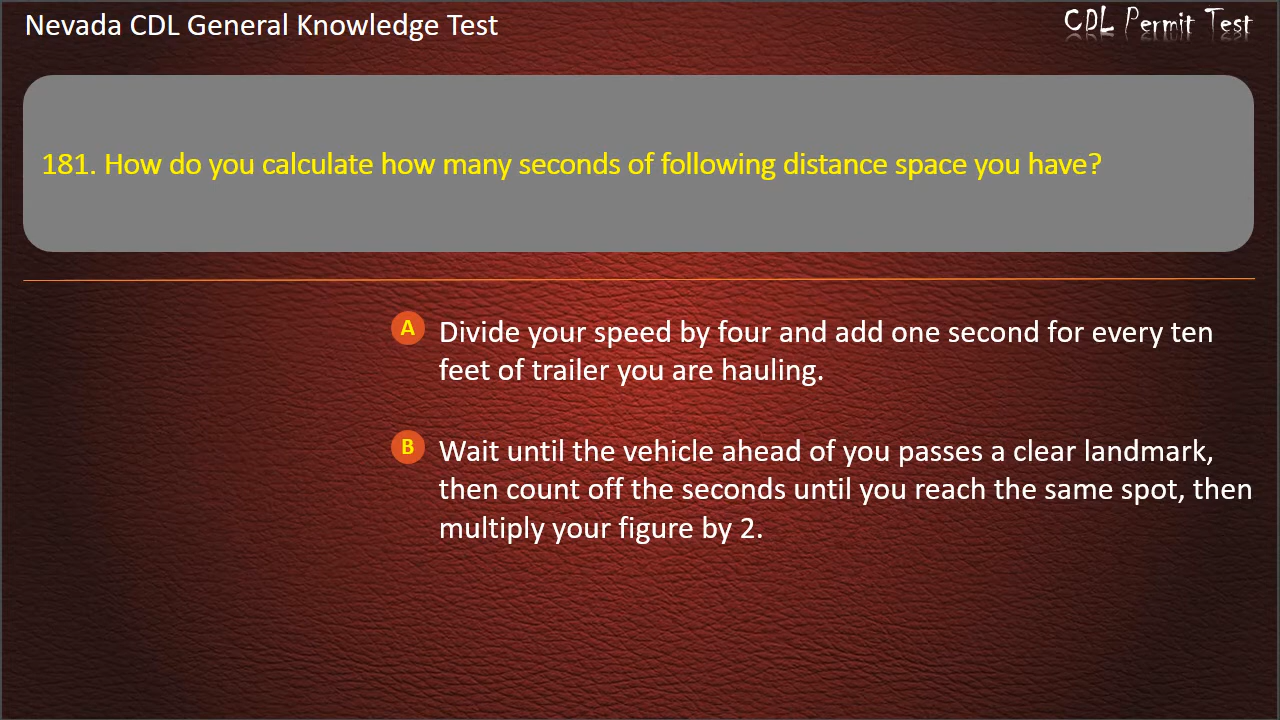 Nevada CDL General Knowledge Test
CDL Permit Test
181. How do you calculate how many seconds of following distance space you have?
A Divide your speed by four and add one second for every ten
feet of trailer you are hauling.
B Wait until the vehicle ahead of you passes a clear landmark,
then count off the seconds until you reach the same spot, then
multiply your figure by 2.